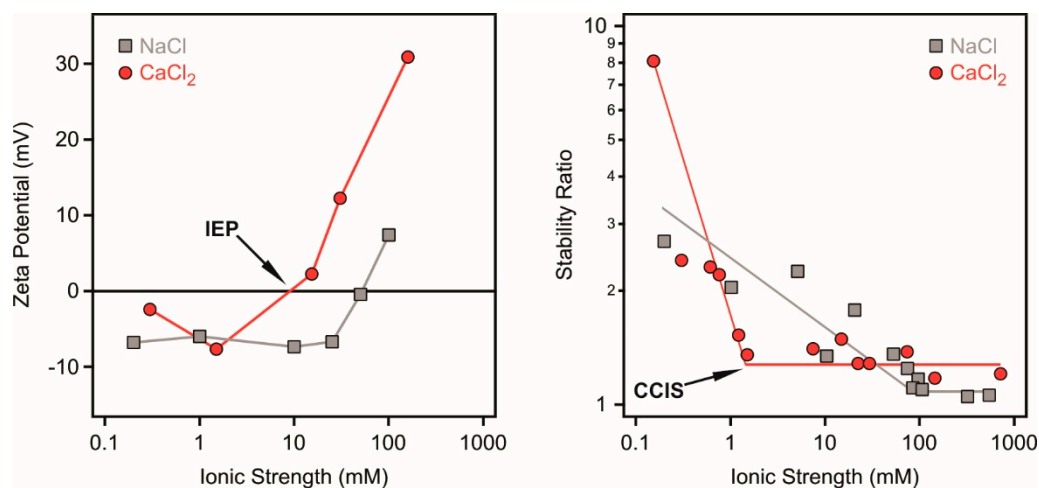 NaCl
CaCl₂
IEP
30
20
10
0
-10
Zeta Potential (mV)
0.1
1
10
100
1000
Ionic Strength (mM)
NaCl
CaCl₂
CCIS
10
9
8
7
6
5
4
3
2
1
Stability Ratio
0.1
1
10
100
1000
Ionic Strength (mM)